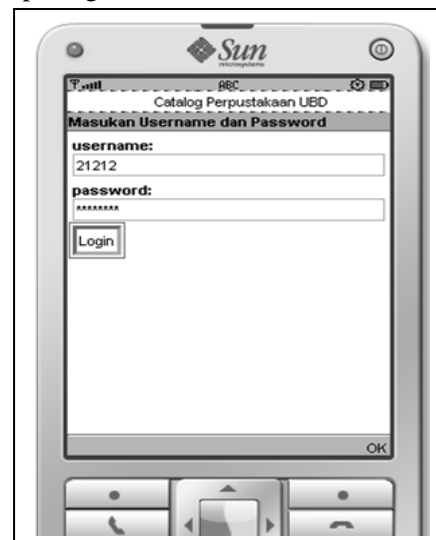 Sun
microsystems
ABC
Catalog Perpustakaan UBD
Masukan Username dan Password
username:
21212
password:
********
Login
OK